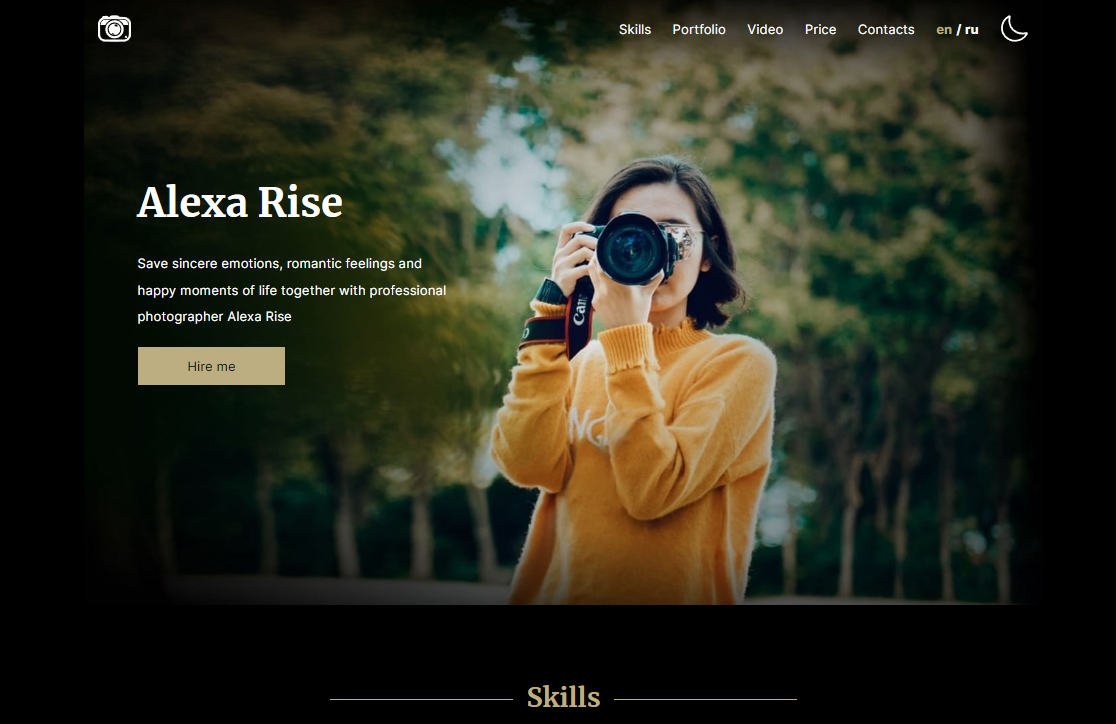 Skills Portfolio Video Price Contacts en / ru
Alexa Rise
Save sincere emotions, romantic feelings and
happy moments of life together with professional
photographer Alexa Rise
Hire me
Skills